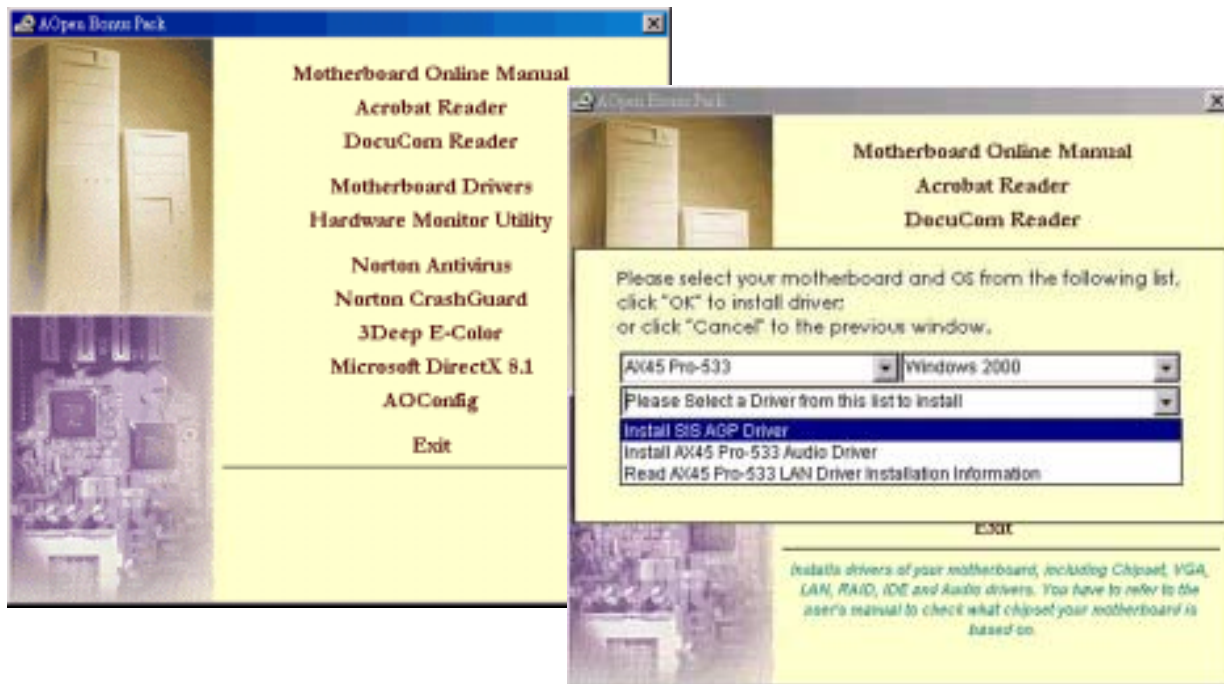 AOpen Bonus Pack
Motherboard Online Manual
Acrobat Reader
DocuCom Reader
Motherboard Drivers
Hardware Monitor Utility
Norton Antivirus
Norton CrashGuard
3Deep E-Color
Microsoft DirectX 8.1
AOConfig
Exit
AOpen Bonus Pack
Motherboard Online Manual
Acrobat Reader
DocuCom Reader
Please select your motherboard and OS from the following list,
click "OK" to install driver;
or click "Cancel" to the previous window.
AX45 Pro-533 Windows 2000
Please Select a Driver from this list to install
Install SIS AGP Driver
Install AX45 Pro-533 Audio Driver
Read AX45 Pro-533 LAN Driver Installation Information
Exit
Installs drivers of your motherboard, including Chipset, VGA,
LAN, RAID, IDE and Audio drivers. You have to refer to the
user's manual to check what chipset your motherboard is
based on.